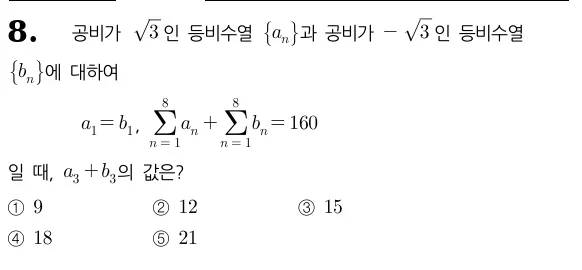 8. 공비가 √3 인 등비수열 {aₙ}과 공비가 − √3 인 등비수열
{bₙ}에 대하여
a₁ = b₁, ∑ₙ₌₁⁸ aₙ + ∑ₙ₌₁⁸ bₙ = 160
일 때, a₃ + b₃의 값은?
① 9 ② 12 ③ 15
④ 18 ⑤ 21